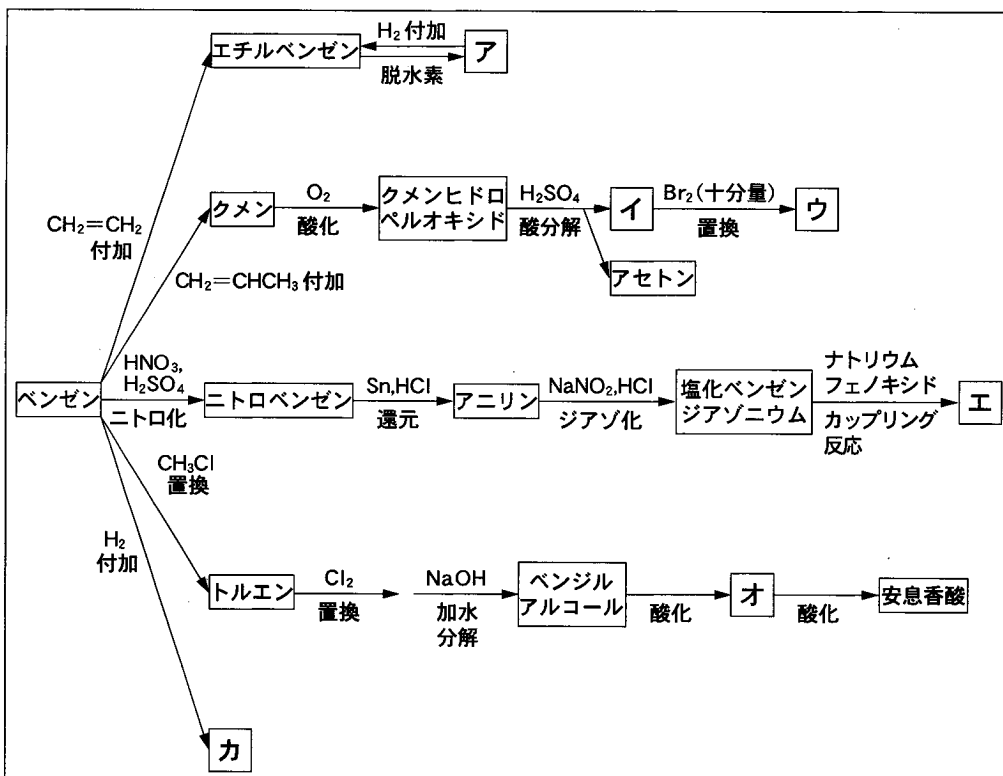 H₂付加
エチルベンゼン
ア
脱水素
CH₂=CH₂
付加
クメン
O₂
酸化
クメンヒドロ
ペルオキシド
H₂SO₄
酸分解
イ
Br₂(十分量)
置換
ウ
アセトン
CH₂=CHCH₃付加
ベンゼン
HNO₃,
H₂SO₄
ニトロ化
ニトロベンゼン
Sn,HCl
還元
アニリン
NaNO₂,HCl
ジアゾ化
塩化ベンゼン
ジアゾニウム
ナトリウム
フェノキシド
カップリング
反応
エ
CH₃Cl
置換
トルエン
Cl₂
置換
NaOH
加水
分解
ベンジル
アルコール
酸化
オ
酸化
安息香酸
H₂
付加
カ